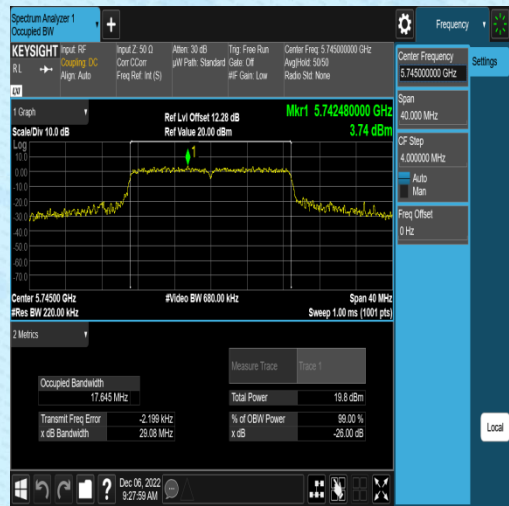 Spectrum Analyzer 1
Occupied BW
Frequency
KEYSIGHT
RL
Input: RF
Coupling: DC
Align: Auto
Input Z: 50 Ω
Corr CCorr
Freq Ref: Int (S)
Atten: 30 dB
µW Path: Standard
Trig: Free Run
Gate: Off
#IF Gain: Low
Center Freq: 5.745000000 GHz
Avg|Hold: 50/50
Radio Std: None
LXI
Center Frequency
5.745000000 GHz
Settings
Span
40.000 MHz
CF Step
4.000000 MHz
Auto
Man
Freq Offset
0 Hz
1 Graph
Scale/Div 10.0 dB
Ref Lvl Offset 12.28 dB
Ref Value 20.00 dBm
Mkr1 5.742480000 GHz
3.74 dBm
Log
1
10.0
0.00
-10.0
-20.0
-30.0
-40.0
-50.0
-60.0
-70.0
Center 5.74500 GHz
#Res BW 220.00 kHz
#Video BW 680.00 kHz
Span 40 MHz
Sweep 1.00 ms (1001 pts)
2 Metrics
Measure Trace
Trace 1
Occupied Bandwidth
17.645 MHz
Total Power
19.8 dBm
Transmit Freq Error
-2.199 kHz
% of OBW Power
99.00 %
x dB Bandwidth
29.08 MHz
x dB
-26.00 dB
Local
Dec 06, 2022
9:27:59 AM